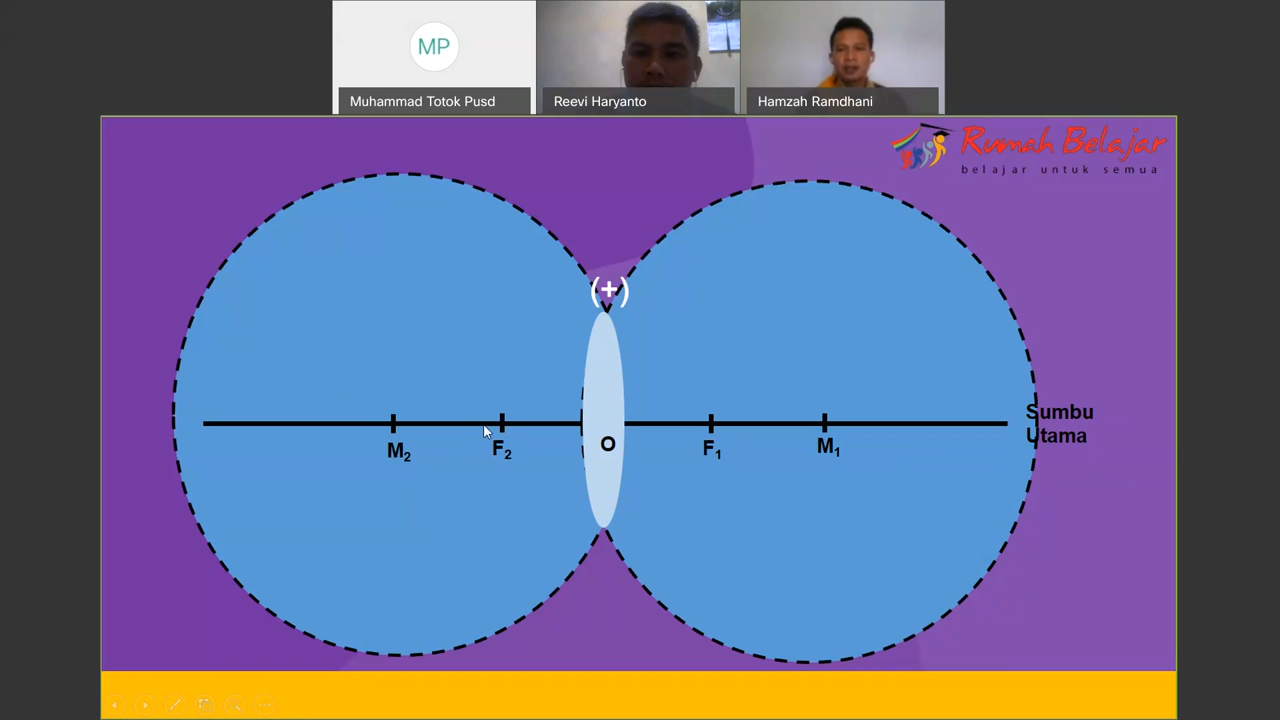 MP
Muhammad Totok Pusd
Reevi Haryanto
Hamzah Ramdhani
Rumah Belajar
belajar untuk semua
(+)
Sumbu
Utama
M₂
F₂
O
F₁
M₁